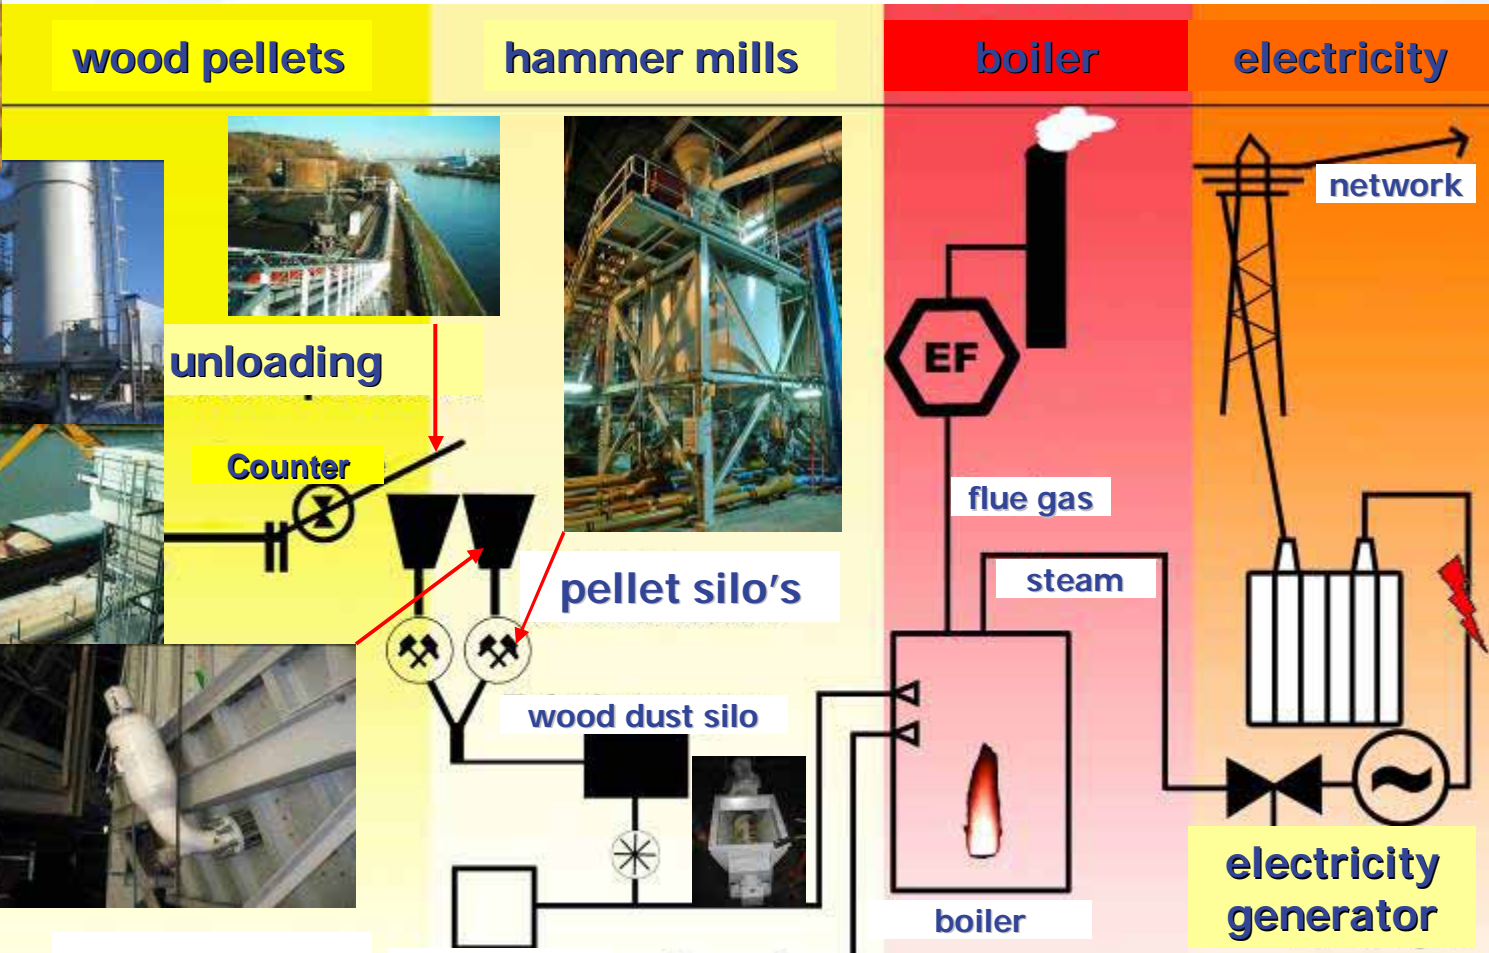 wood pellets
hammer mills
boiler
electricity
network
unloading
EF
Counter
flue gas
steam
pellet silo's
wood dust silo
electricity
generator
boiler